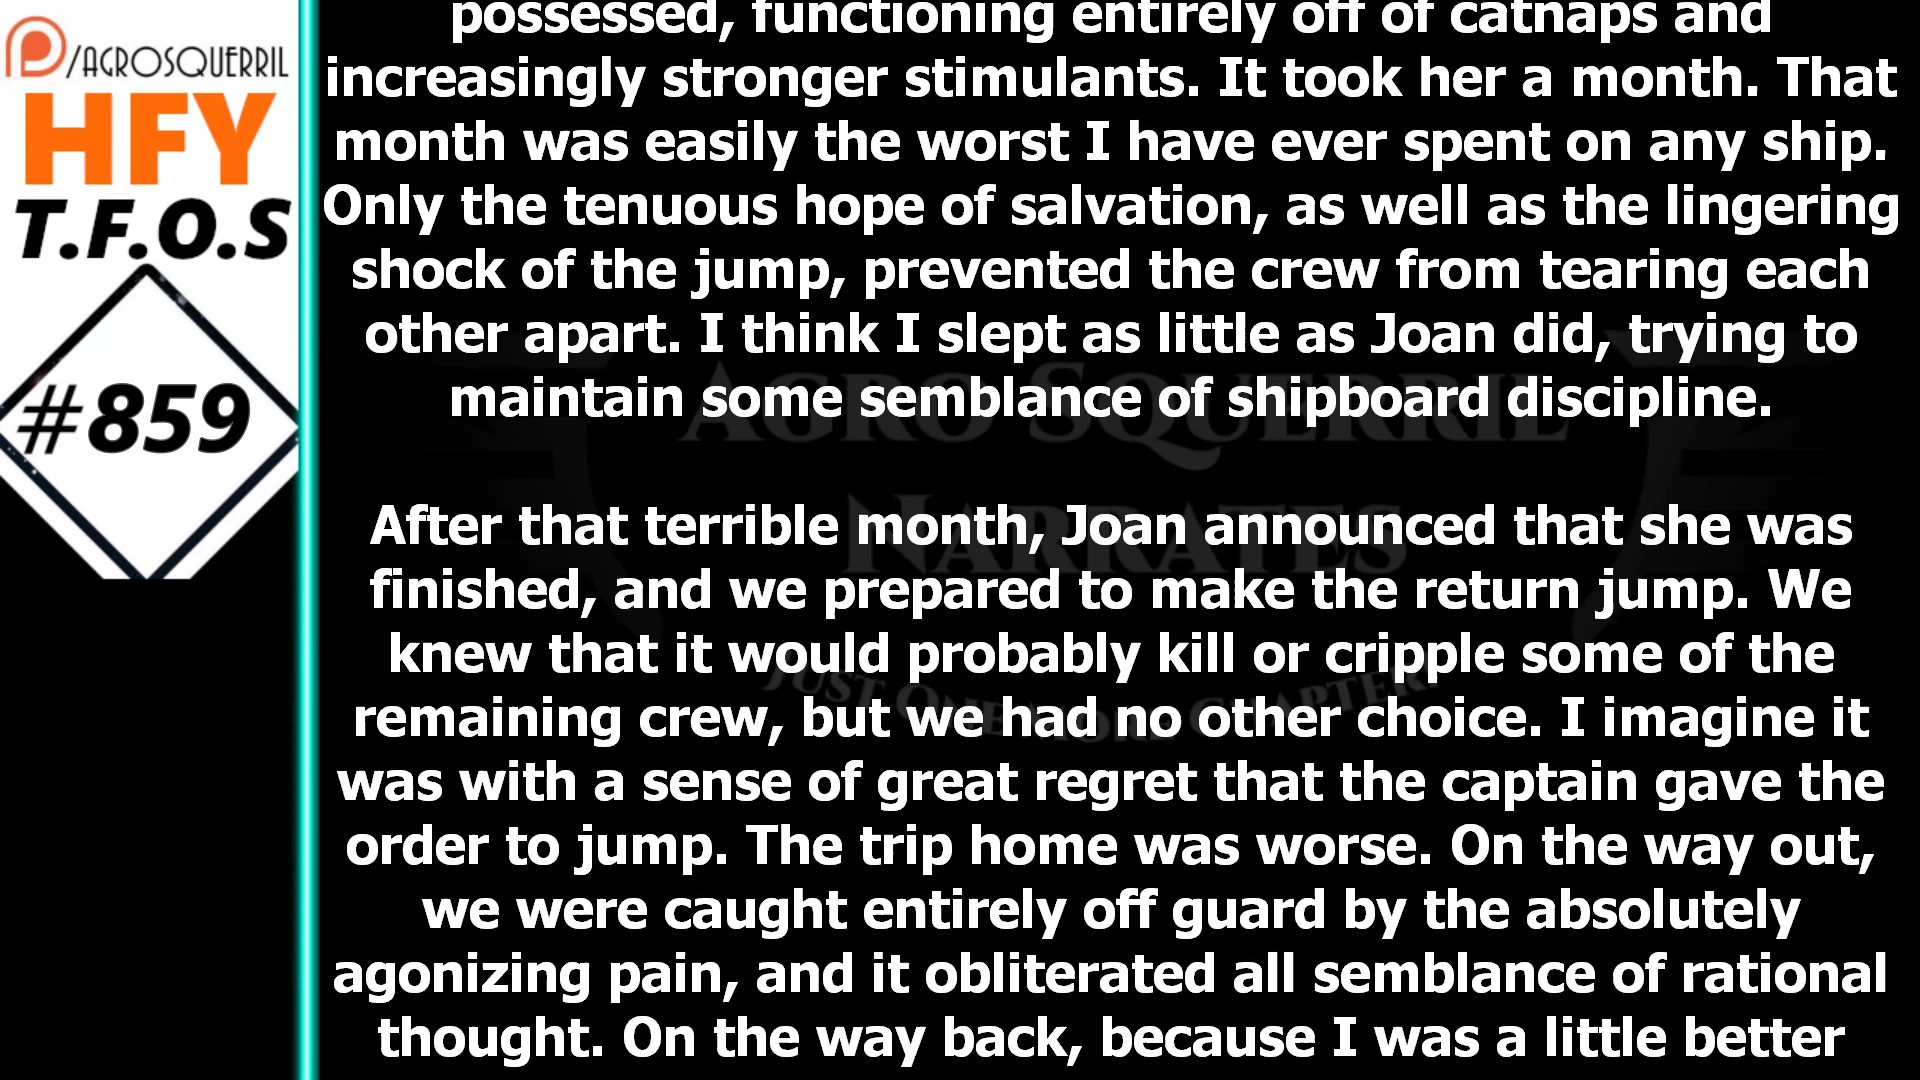 /AGROSQUERRIL
HFY
T.F.O.S
#859
possessed, functioning entirely off of catnaps and
increasingly stronger stimulants. It took her a month. That
month was easily the worst I have ever spent on any ship.
Only the tenuous hope of salvation, as well as the lingering
shock of the jump, prevented the crew from tearing each
other apart. I think I slept as little as Joan did, trying to
maintain some semblance of shipboard discipline.
After that terrible month, Joan announced that she was
finished, and we prepared to make the return jump. We
knew that it would probably kill or cripple some of the
remaining crew, but we had no other choice. I imagine it
was with a sense of great regret that the captain gave the
order to jump. The trip home was worse. On the way out,
we were caught entirely off guard by the absolutely
agonizing pain, and it obliterated all semblance of rational
thought. On the way back, because I was a little better
AGRO SQUERRIL
NARRATES
JUST ONE MORE CHAPTER